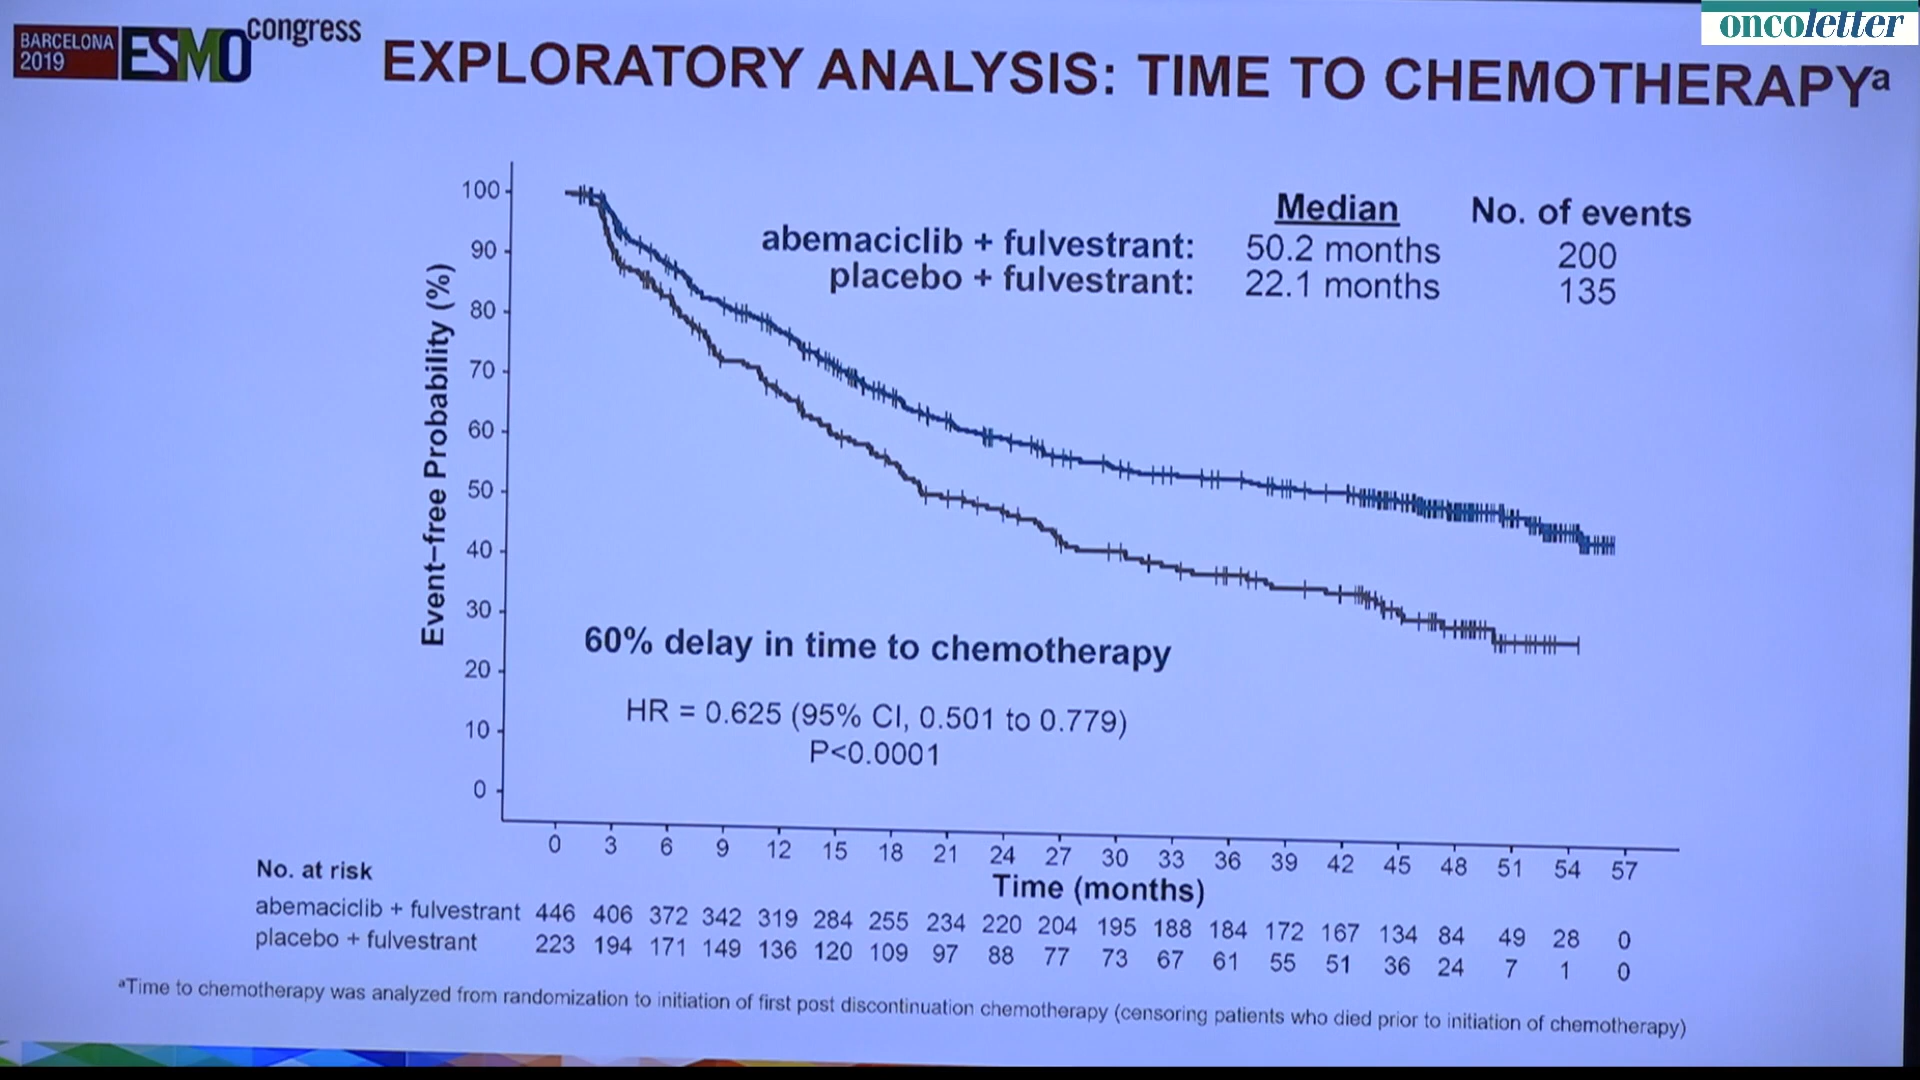 BARCELONA
2019
ESMO congress
oncoletter
EXPLORATORY ANALYSIS: TIME TO CHEMOTHERAPYᵃ
Median No. of events
abemaciclib + fulvestrant: 50.2 months 200
placebo + fulvestrant: 22.1 months 135
Event-free Probability (%)
100
90
80
70
60
50
40
30
20
10
0
60% delay in time to chemotherapy
HR = 0.625 (95% CI, 0.501 to 0.779)
P<0.0001
0 3 6 9 12 15 18 21 24 27 30 33 36 39 42 45 48 51 54 57
Time (months)
No. at risk
abemaciclib + fulvestrant 446 406 372 342 319 284 255 234 220 204 195 188 184 172 167 134 84 49 28 0
placebo + fulvestrant 223 194 171 149 136 120 109 97 88 77 73 67 61 55 51 36 24 7 1 0
ᵃTime to chemotherapy was analyzed from randomization to initiation of first post discontinuation chemotherapy (censoring patients who died prior to initiation of chemotherapy)